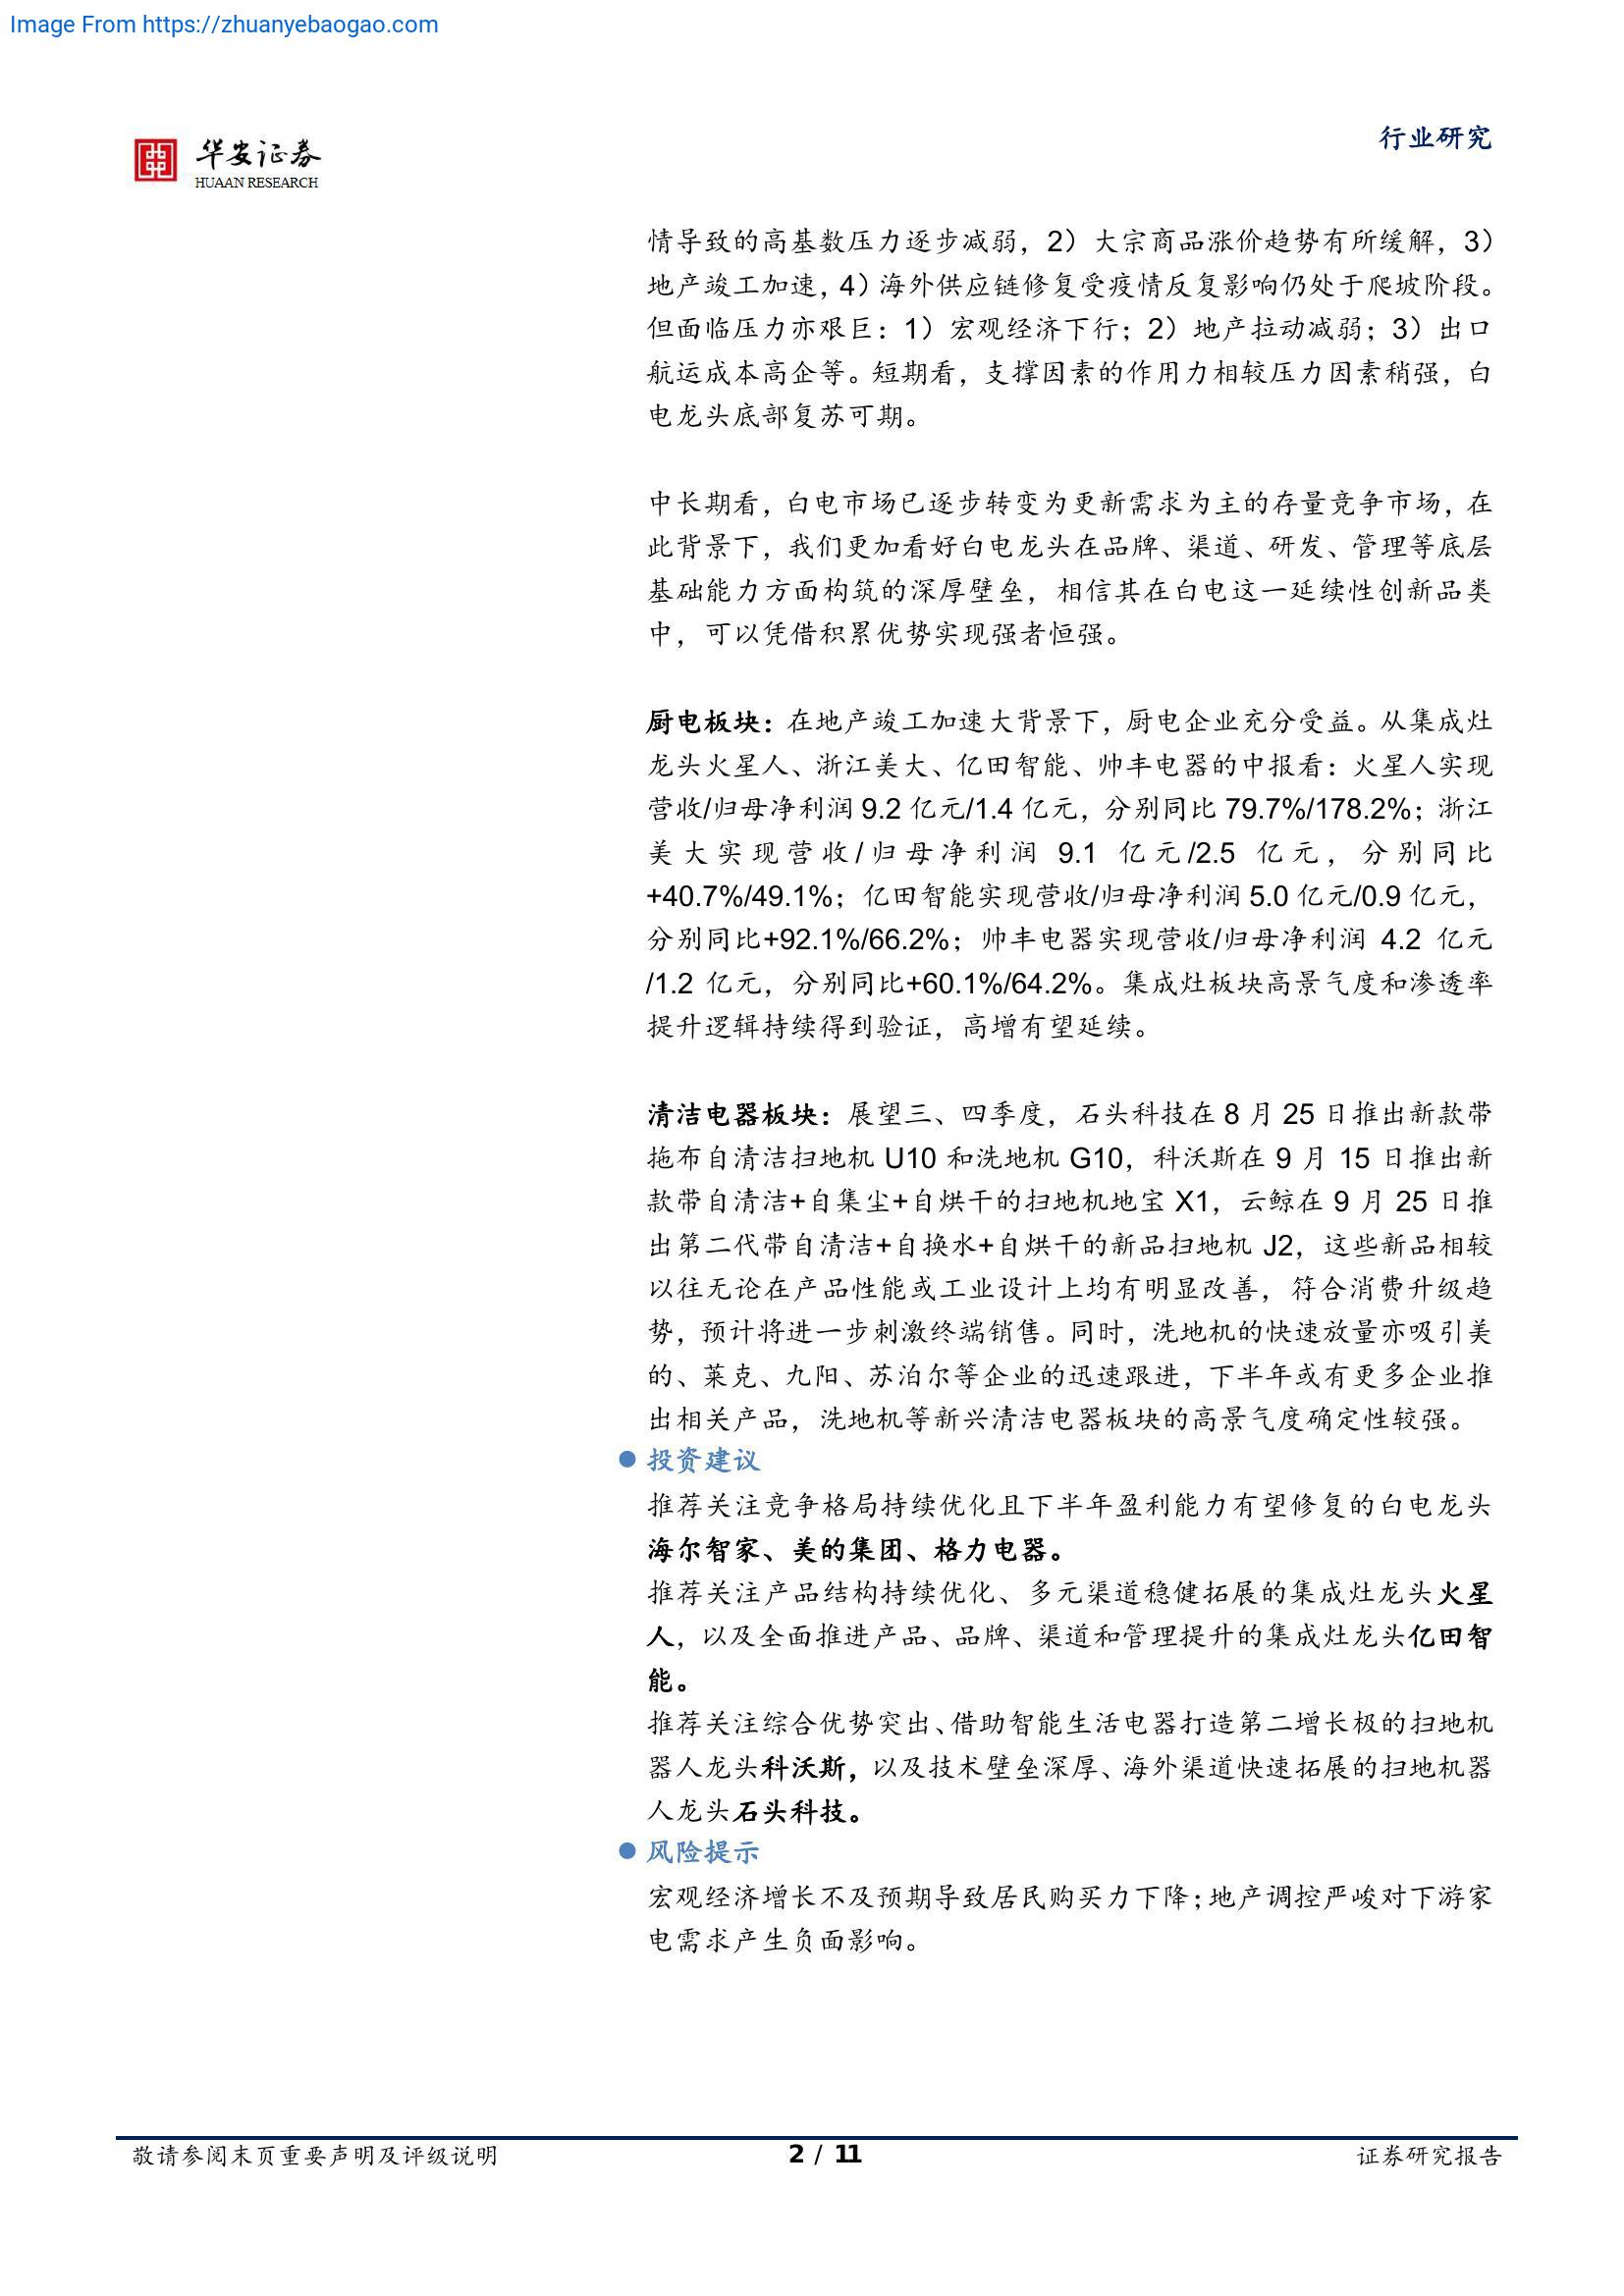 Image From https://zhuanyebaogao.com
华安证券
HUAAN RESEARCH
行业研究
情导致的高基数压力逐步减弱，2）大宗商品涨价趋势有所缓解，3）
地产竣工加速，4）海外供应链修复受疫情反复影响仍处于爬坡阶段。
但面临压力亦艰巨：1）宏观经济下行；2）地产拉动减弱；3）出口
航运成本高企等。短期看，支撑因素的作用力相较压力因素稍强，白
电龙头底部复苏可期。
中长期看，白电市场已逐步转变为更新需求为主的存量竞争市场，在
此背景下，我们更加看好白电龙头在品牌、渠道、研发、管理等底层
基础能力方面构筑的深厚壁垒，相信其在白电这一延续性创新品类
中，可以凭借积累优势实现强者恒强。
厨电板块：在地产竣工加速大背景下，厨电企业充分受益。从集成灶
龙头火星人、浙江美大、亿田智能、帅丰电器的中报看：火星人实现
营收/归母净利润 9.2 亿元/1.4 亿元，分别同比 79.7%/178.2%；浙江
美大实现营收/归母净利润 9.1 亿元/2.5 亿元，分别同比
+40.7%/49.1%；亿田智能实现营收/归母净利润 5.0 亿元/0.9 亿元，
分别同比+92.1%/66.2%；帅丰电器实现营收/归母净利润 4.2 亿元
/1.2 亿元，分别同比+60.1%/64.2%。集成灶板块高景气度和渗透率
提升逻辑持续得到验证，高增有望延续。
清洁电器板块：展望三、四季度，石头科技在 8 月 25 日推出新款带
拖布自清洁扫地机 U10 和洗地机 G10，科沃斯在 9 月 15 日推出新
款带自清洁+自集尘+自烘干的扫地机地宝 X1，云鲸在 9 月 25 日推
出第二代带自清洁+自换水+自烘干的新品扫地机 J2，这些新品相较
以往无论在产品性能或工业设计上均有明显改善，符合消费升级趋
势，预计将进一步刺激终端销售。同时，洗地机的快速放量亦吸引美
的、莱克、九阳、苏泊尔等企业的迅速跟进，下半年或有更多企业推
出相关产品，洗地机等新兴清洁电器板块的高景气度确定性较强。
● 投资建议
推荐关注竞争格局持续优化且下半年盈利能力有望修复的白电龙头
海尔智家、美的集团、格力电器。
推荐关注产品结构持续优化、多元渠道稳健拓展的集成灶龙头火星
人，以及全面推进产品、品牌、渠道和管理提升的集成灶龙头亿田智
能。
推荐关注综合优势突出、借助智能生活电器打造第二增长极的扫地机
器人龙头科沃斯，以及技术壁垒深厚、海外渠道快速拓展的扫地机器
人龙头石头科技。
● 风险提示
宏观经济增长不及预期导致居民购买力下降；地产调控严峻对下游家
电需求产生负面影响。
敬请参阅末页重要声明及评级说明
2 / 11
证券研究报告